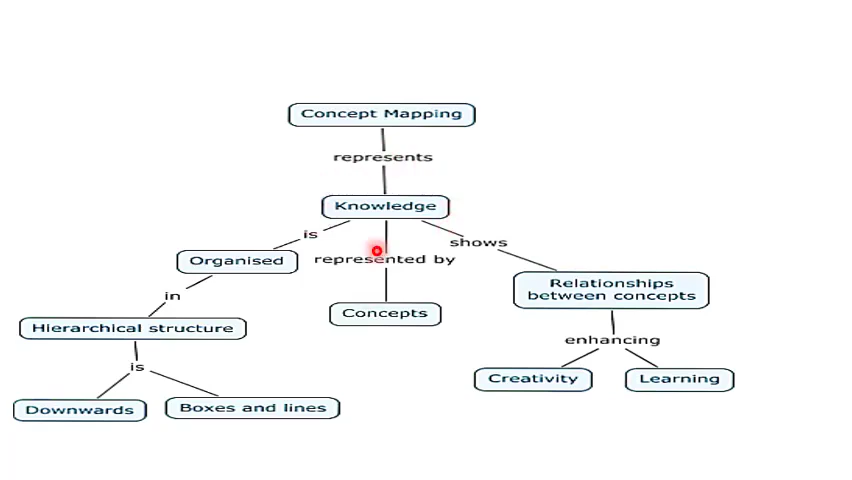 Concept Mapping
represents
Knowledge
is
represented by
shows
Organised
in
Concepts
Relationships
between concepts
Hierarchical structure
is
enhancing
Downwards
Boxes and lines
Creativity
Learning